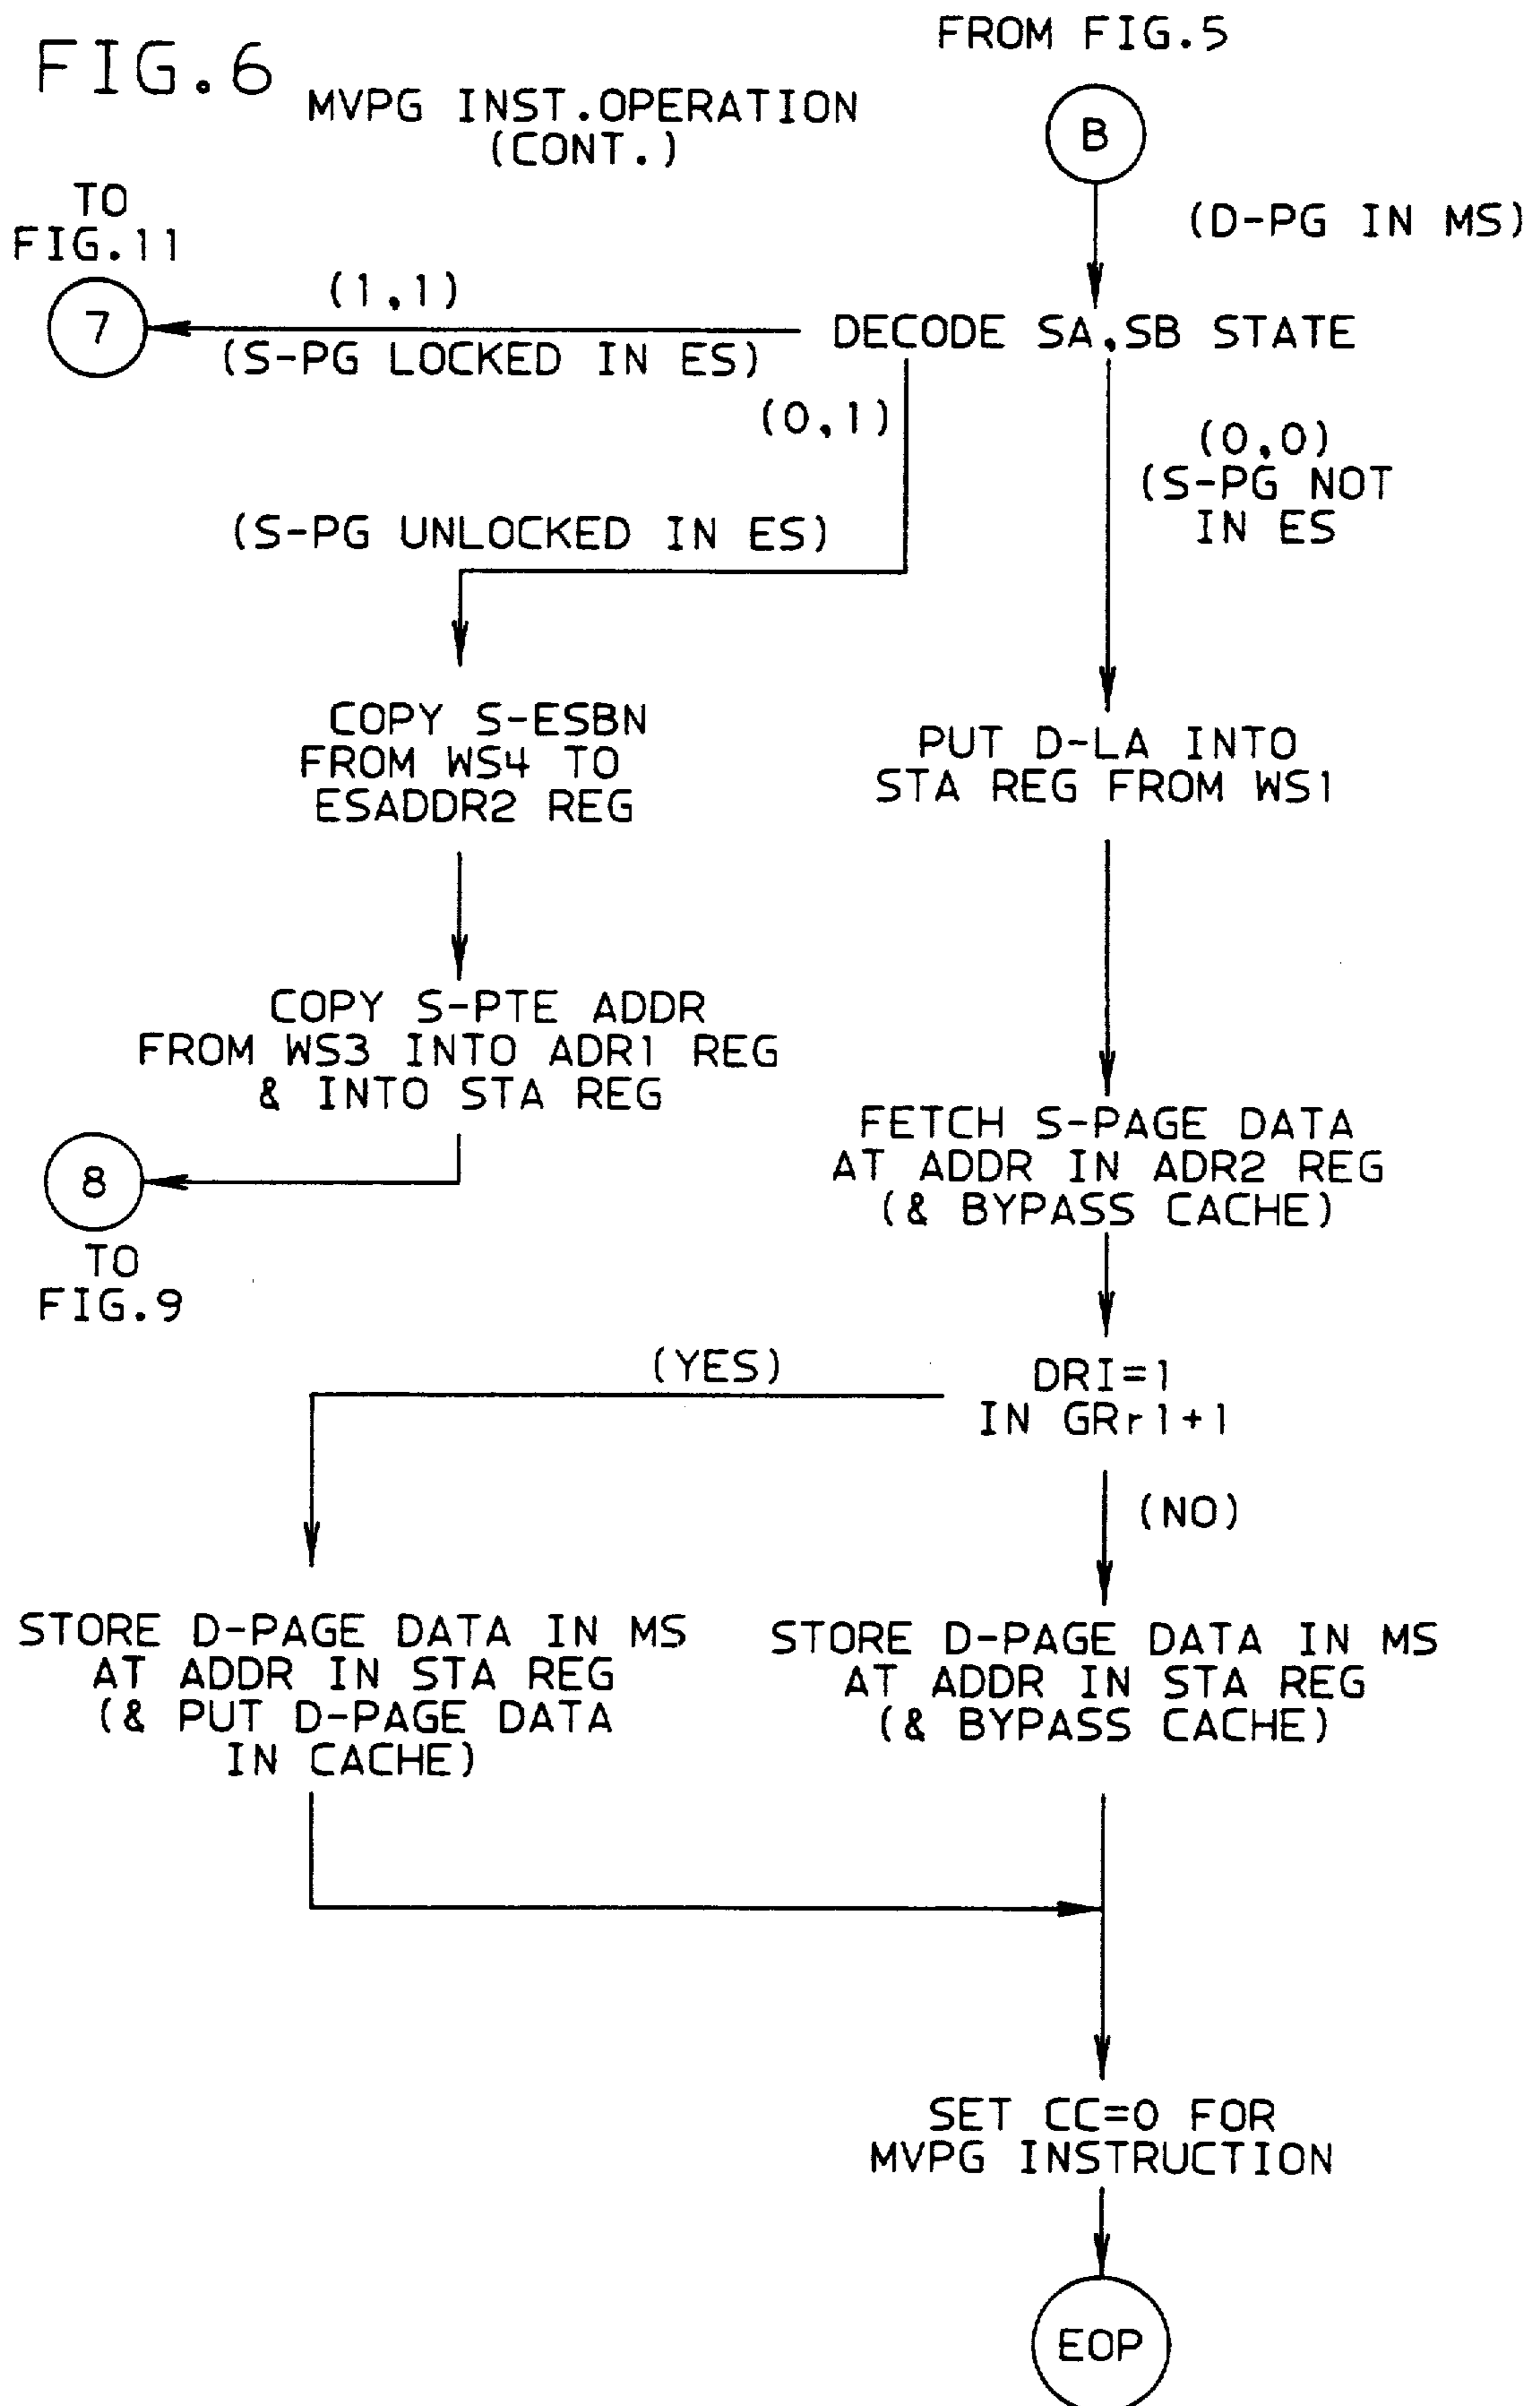 FROM FIG.5
FIG.6
MVPG INST.OPERATION
(CONT.)
B
TO
FIG.11
(D-PG IN MS)
(1,1)
7
DECODE SA,SB STATE
(S-PG LOCKED IN ES)
(0,1)
(0,0)
(S-PG NOT
IN ES
(S-PG UNLOCKED IN ES)
COPY S-ESBN
FROM WS4 TO
ESADDR2 REG
PUT D-LA INTO
STA REG FROM WS1
COPY S-PTE ADDR
FROM WS3 INTO ADR1 REG
& INTO STA REG
FETCH S-PAGE DATA
AT ADDR IN ADR2 REG
(& BYPASS CACHE)
8
TO
FIG.9
(YES)
DRI=1
IN GRr1+1
(NO)
STORE D-PAGE DATA IN MS
AT ADDR IN STA REG
(& PUT D-PAGE DATA
IN CACHE)
STORE D-PAGE DATA IN MS
AT ADDR IN STA REG
(& BYPASS CACHE)
SET CC=0 FOR
MVPG INSTRUCTION
EOP